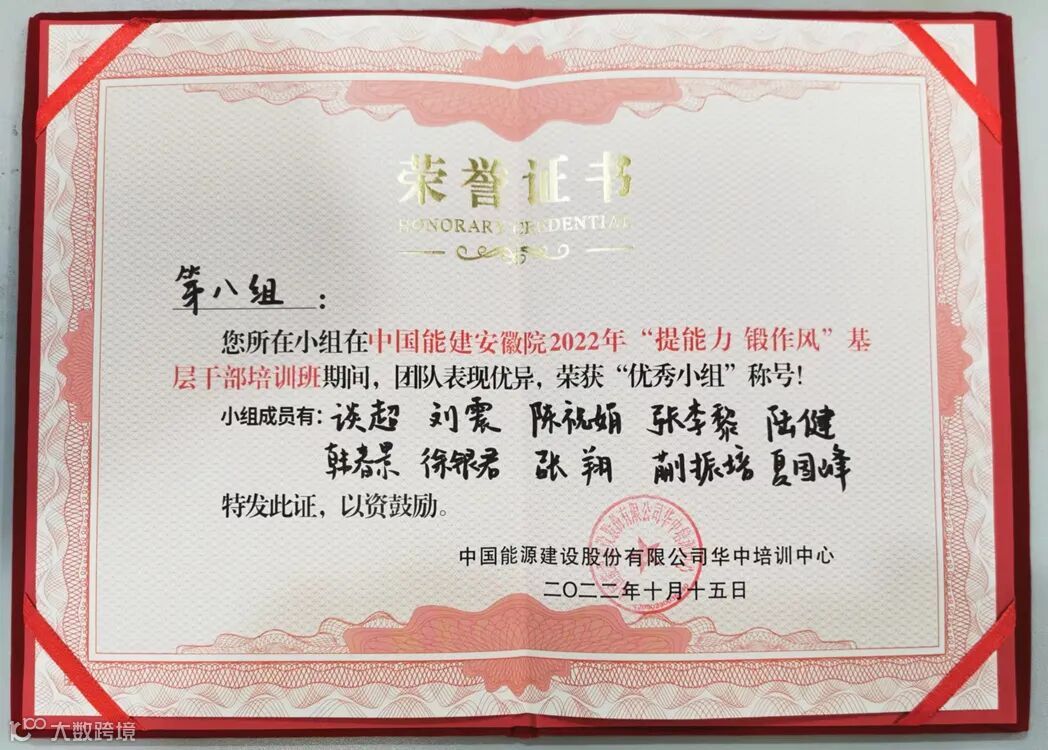 荣誉证书
HONORARY CREDENTIAL
第八组：
您所在小组在中国能建安徽院2022年“提能力 锻作风”基
层干部培训班期间，团队表现优异，荣获“优秀小组”称号！
小组成员有：谈超 刘震 陈祝娟 张李黎 陆健
韩春景 徐银君 张翔 蒯振培 夏国峰
特发此证，以资鼓励。
中国能源建设股份有限公司华中培训中心
二〇二二年十月十五日
大数跨境